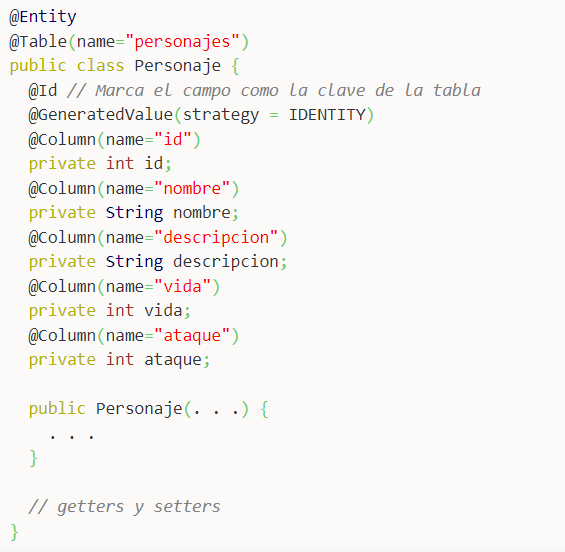 @Entity
@Table(name="personajes")
public class Personaje {
  @Id // Marca el campo como la clave de la tabla
  @GeneratedValue(strategy = IDENTITY)
  @Column(name="id")
  private int id;
  @Column(name="nombre")
  private String nombre;
  @Column(name="descripcion")
  private String descripcion;
  @Column(name="vida")
  private int vida;
  @Column(name="ataque")
  private int ataque;

  public Personaje(. . .) {
    . . .
  }

  // getters y setters
}